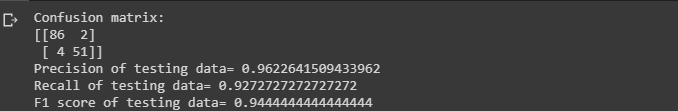 Confusion matrix:
[[86  2]
 [ 4 51]]
Precision of testing data= 0.9622641509433962
Recall of testing data= 0.9272727272727272
F1 score of testing data= 0.9444444444444444